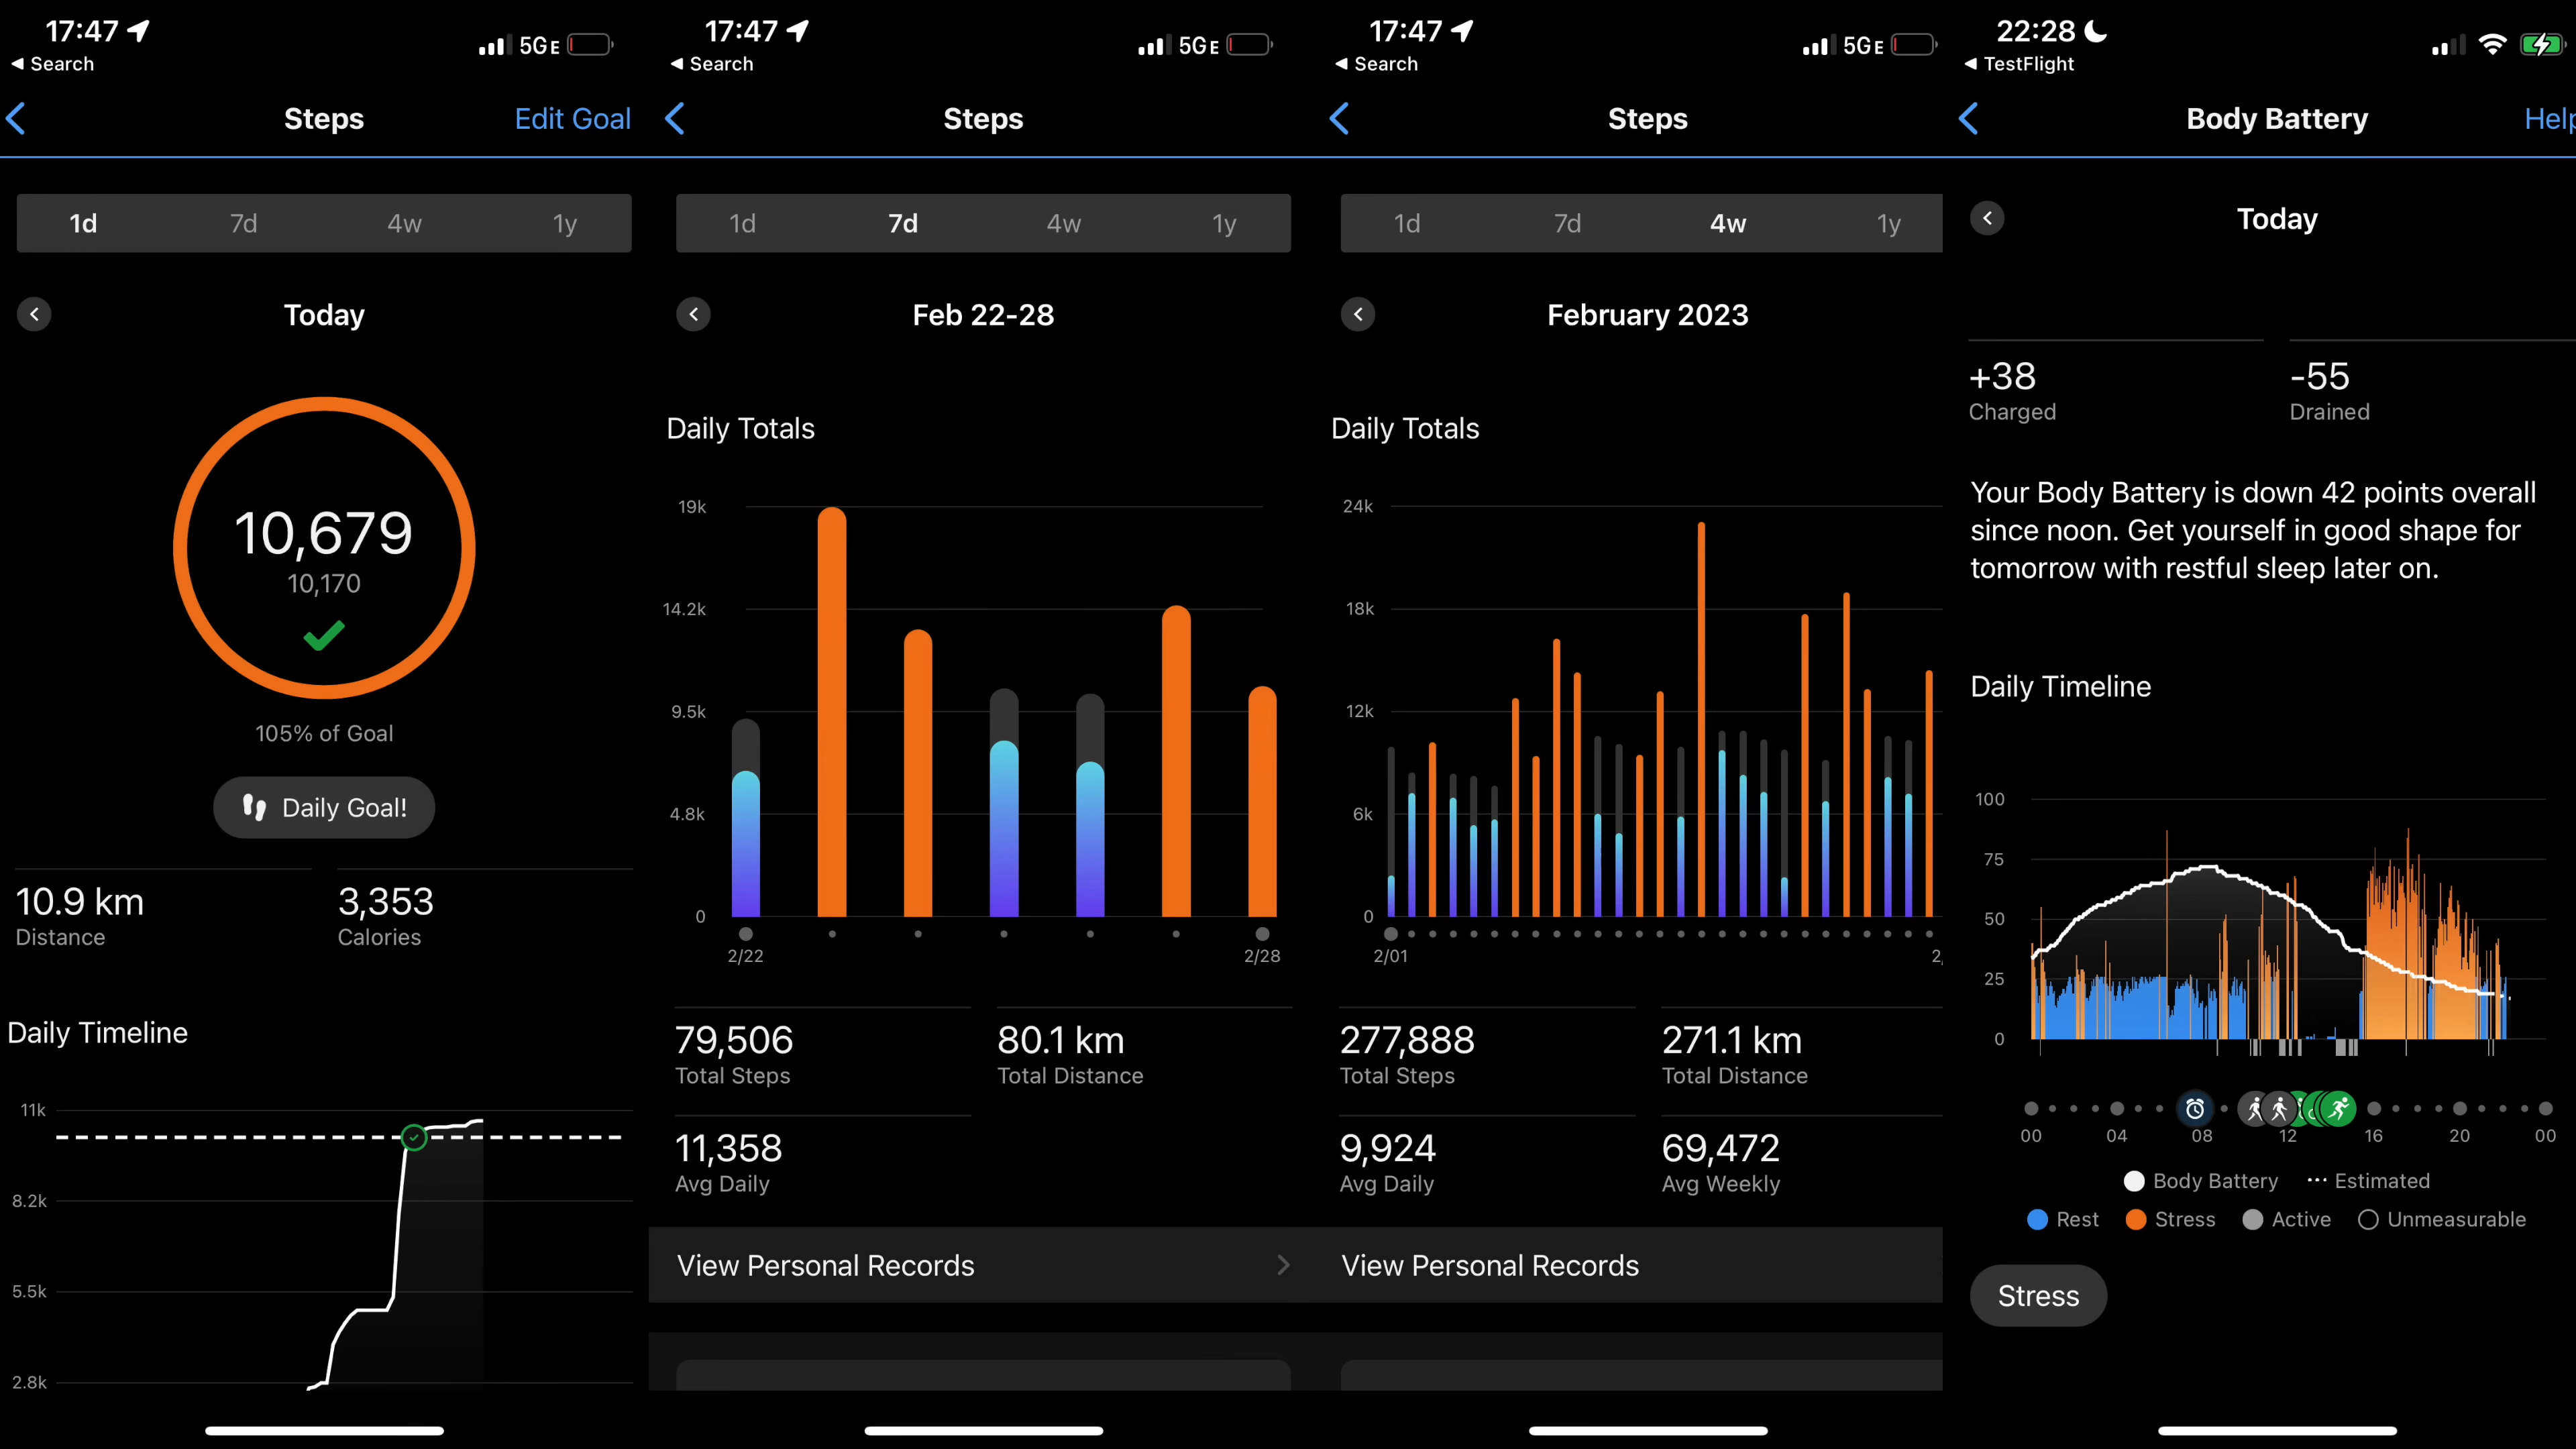 17:47
5GE
Search
Steps
Edit Goal
1d 7d 4w 1y
Today
10,679
10,170
105% of Goal
Daily Goal!
10.9 km
Distance
3,353
Calories
Daily Timeline
11k
8.2k
5.5k
2.8k
17:47
5GE
Search
Steps
1d 7d 4w 1y
Feb 22-28
Daily Totals
19k
14.2k
9.5k
4.8k
0
2/22 2/28
79,506
Total Steps
80.1 km
Total Distance
11,358
Avg Daily
View Personal Records
17:47
5GE
Search
Steps
1d 7d 4w 1y
February 2023
Daily Totals
24k
18k
12k
6k
0
2/01 2/
277,888
Total Steps
271.1 km
Total Distance
9,924
Avg Daily
69,472
Avg Weekly
View Personal Records
22:28
TestFlight
Body Battery
Help
Today
+38
Charged
-55
Drained
Your Body Battery is down 42 points overall
since noon. Get yourself in good shape for
tomorrow with restful sleep later on.
Daily Timeline
100
75
50
25
0
00 04 08 12 16 20 00
Body Battery Estimated
Rest Stress Active Unmeasurable
Stress